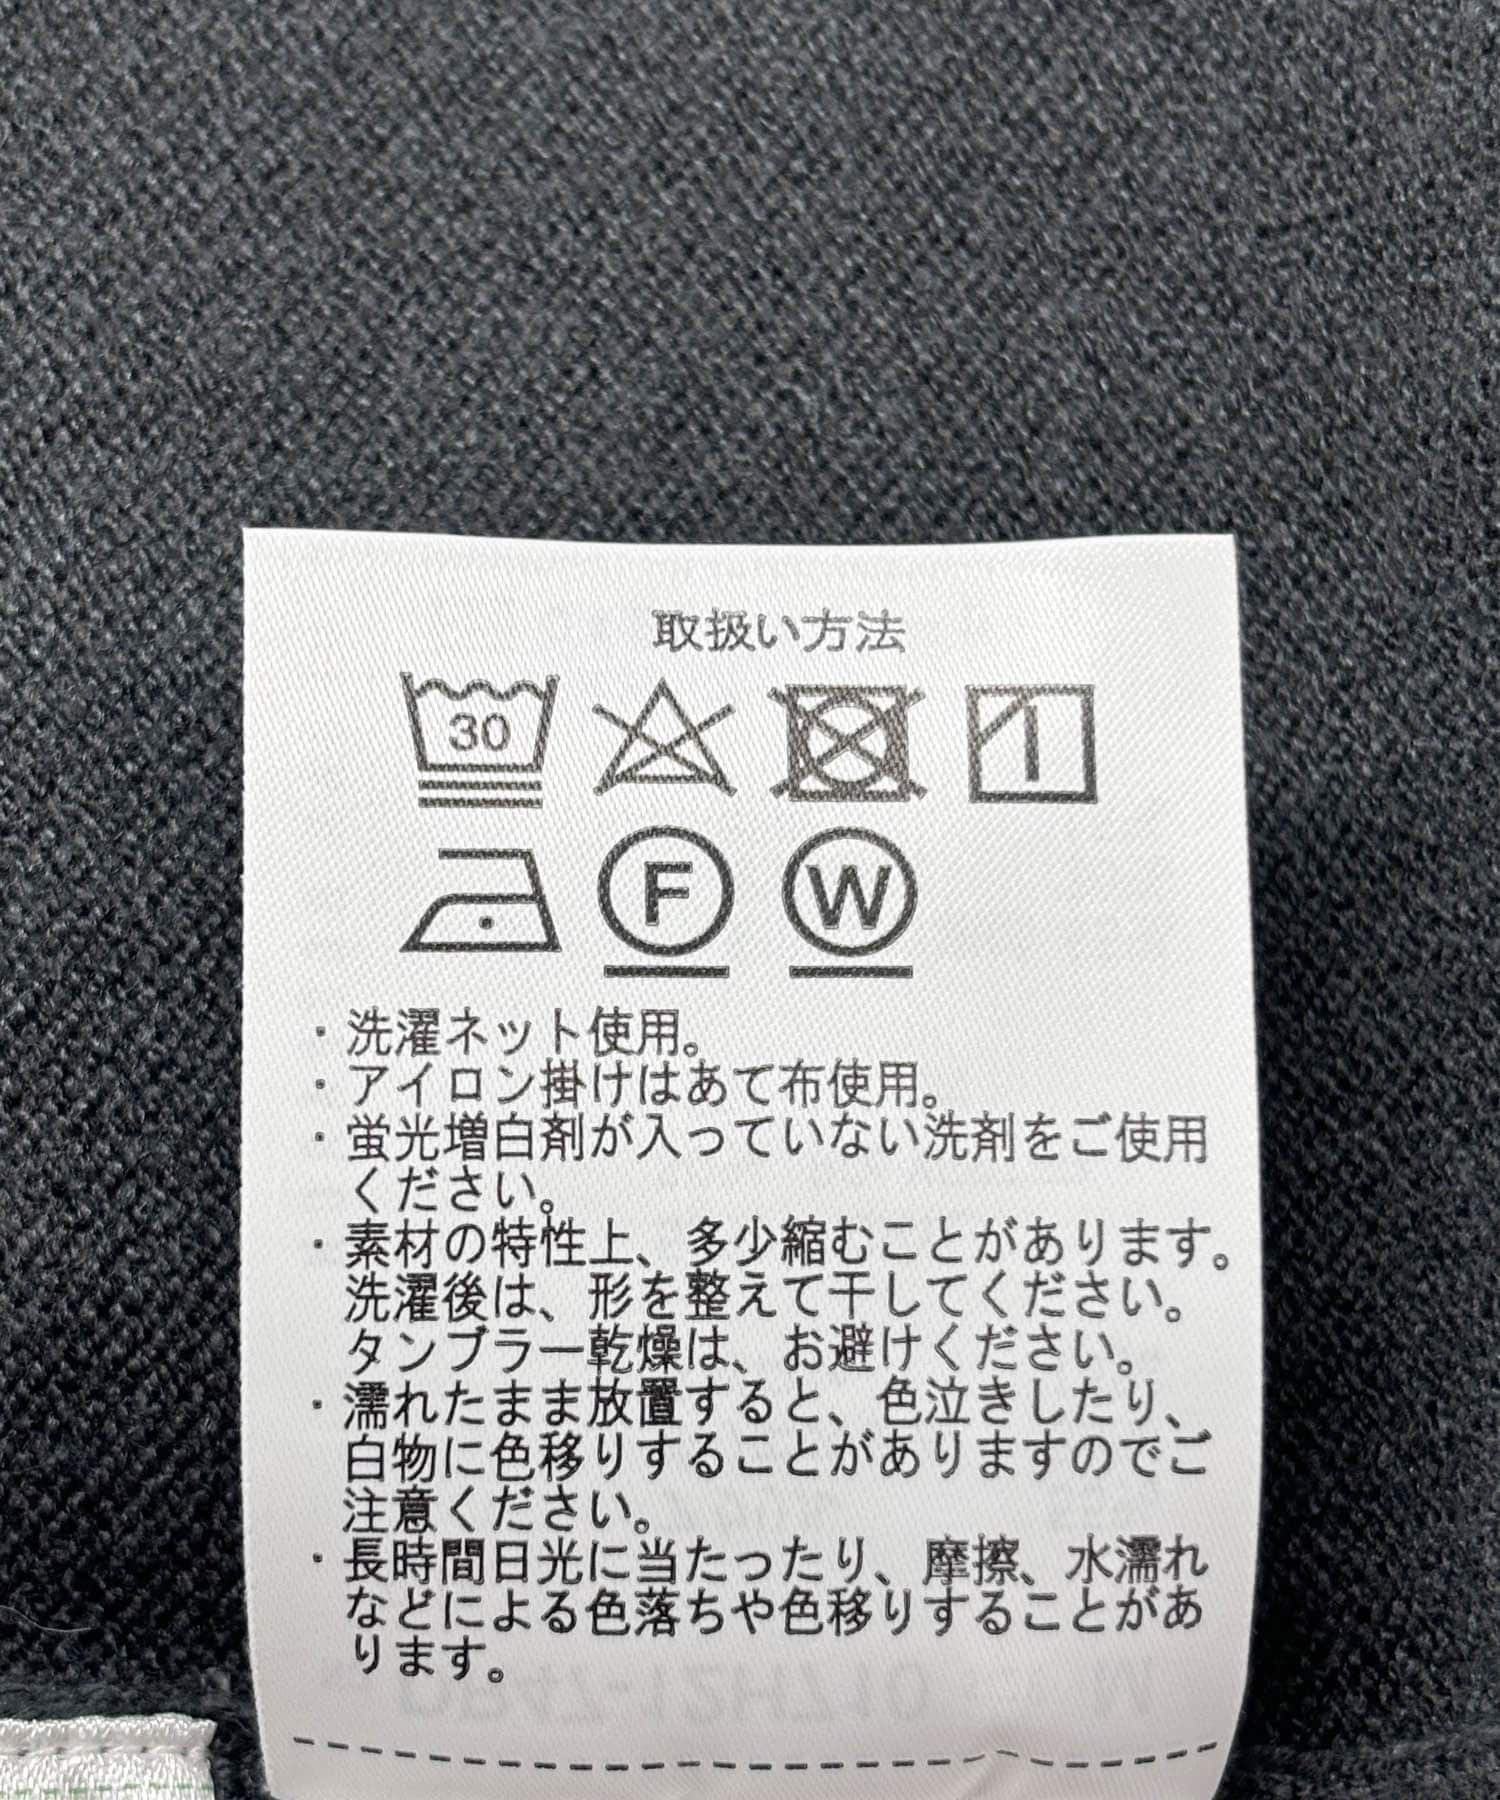 取扱い方法
30
F W
・洗濯ネット使用。
・アイロン掛けはあて布使用。
・蛍光増白剤が入っていない洗剤をご使用
ください。
・素材の特性上、多少縮むことがあります。
洗濯後は、形を整えて干してください。
タンブラー乾燥は、お避けください。
・濡れたまま放置すると、色泣きしたり、
白物に色移りすることがありますのでご
注意ください。
・長時間日光に当たったり、摩擦、水濡れ
などによる色落ちや色移りすることがあ
ります。